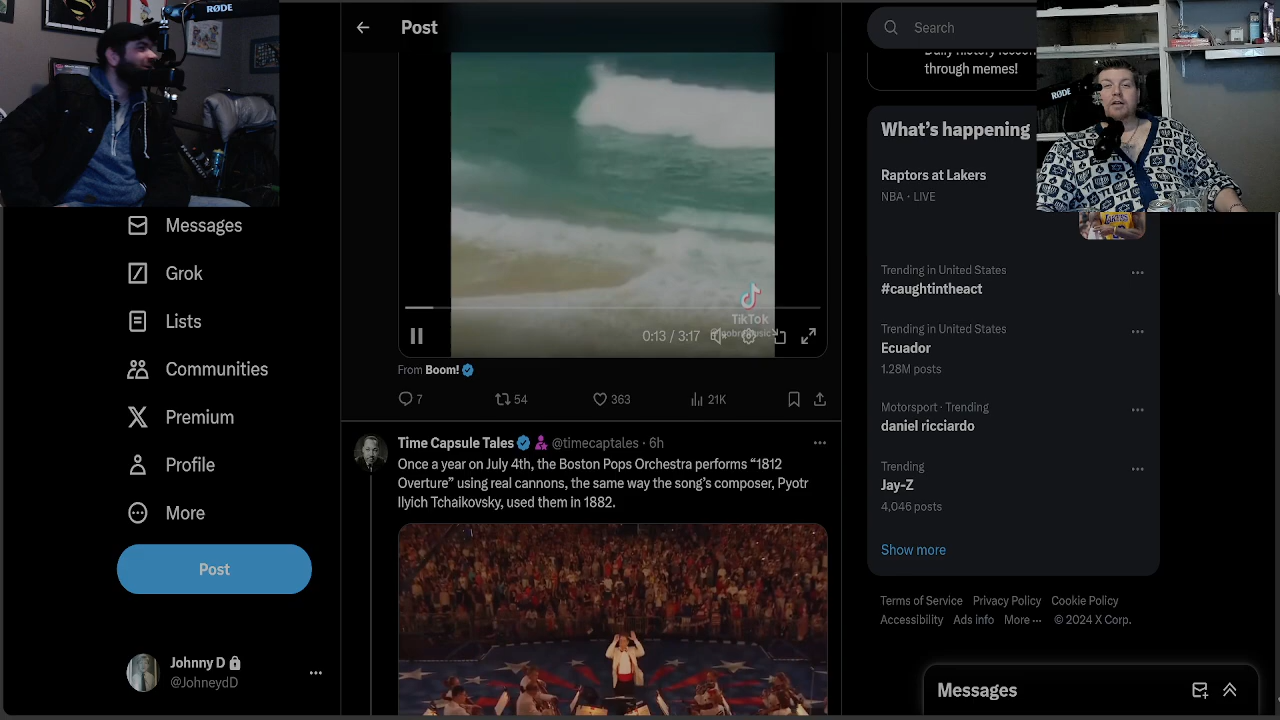 RØDE
Post
Search
Daily history lessons
through memes!
RØDE
What's happening
Raptors at Lakers
NBA · LIVE
LAKERS
Messages
Grok
Lists
Communities
Premium
Profile
More
Post
Johnny D
@JohneydD
TikTok
0:13 / 3:17
From Boom!
7
54
363
21K
Time Capsule Tales @timecaptales · 6h
Once a year on July 4th, the Boston Pops Orchestra performs “1812
Overture” using real cannons, the same way the song’s composer, Pyotr
Ilyich Tchaikovsky, used them in 1882.
Trending in United States
#caughtintheact
Trending in United States
Ecuador
1.28M posts
Motorsport · Trending
daniel ricciardo
Trending
Jay-Z
4,046 posts
Show more
Terms of Service Privacy Policy Cookie Policy
Accessibility Ads info More ··· © 2024 X Corp.
Messages